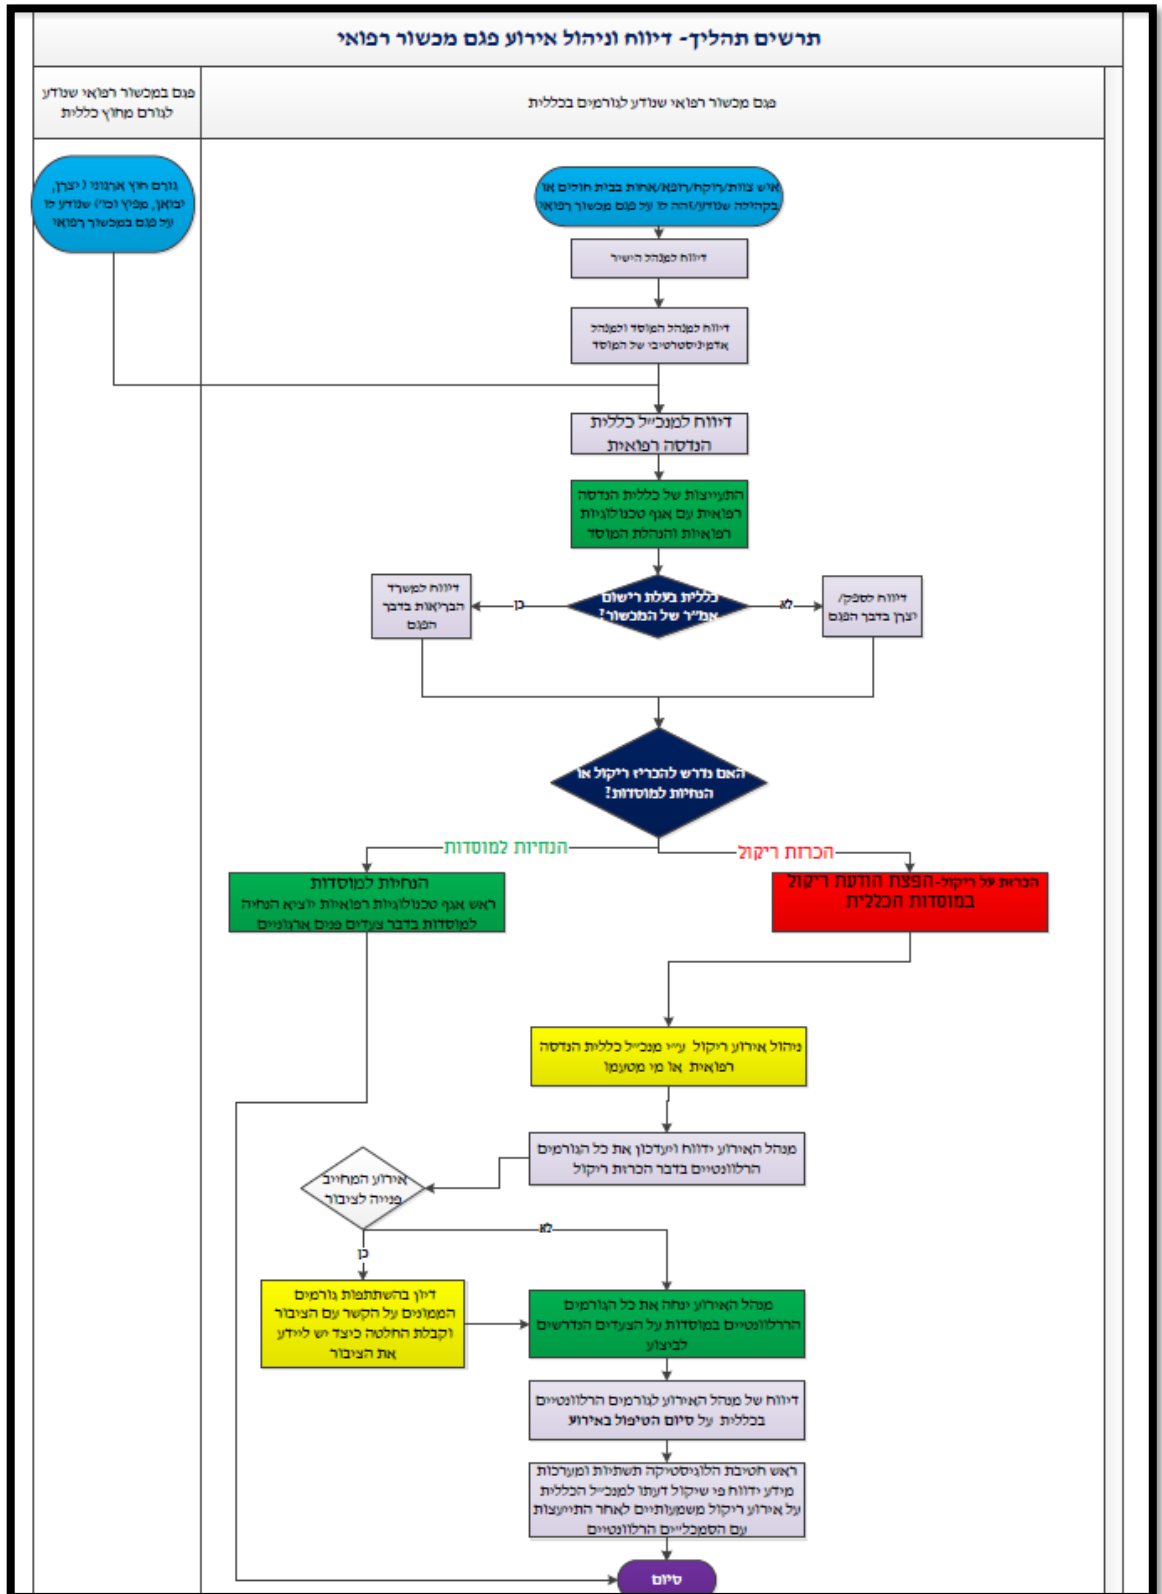 תרשים תהליך- דיווח וניהול אירוע פגם מכשור רפואי
פגם מכשור רפואי שנודע לגורמים בכללית
פגם במכשור רפואי שנודע
לגורם מחוץ כללית
איש צוות/רוקח/רופא/אחות בבית חולים או
בקהילה שנודע/זהה לו על פגם מכשור רפואי
גורם חוץ ארגוני ( יצרן,
יבואן, מפיץ וכו') שנודע לו
על פגם במכשור רפואי
דיווח למנהל הישיר
דיווח למנהל המוסד ולמנהל
אדמיניסטרטיבי של המוסד
דיווח למנכ״ל כללית
הנדסה רפואית
התעייצות של כללית הנדסה
רפואית עם אגף טכנולוגיות
רפואיות והנהלת המוסד
כללית בעלת רישום
אמ״ר של המכשור?
לא
כן
דיווח לספק/
יצרן בדבר הפגם
דיווח למשרד
הבריאות בדבר
הפגם
האם נדרש להכריז ריקול או
הנחיות למוסדות?
הכרזת ריקול
הנחיות למוסדות
הכרזת על ריקול-הפצת הודעת ריקול
במוסדות הכללית
הנחיות למוסדות
ראש אגף טכנולוגיות רפואיות יוציא הנחיה
למוסדות בדבר צעדים פנים ארגוניים
ניהול אירוע ריקול ע״י מנכ״ל כללית הנדסה
רפואית או מי מטעמו
מנהל האירוע ידווח ויעדכון את כל הגורמים
הרלוונטיים בדבר הכרזת ריקול
אירוע המחייב
פנייה לציבור
לא
כן
דיון בהשתתפות גורמים
הממונים על הקשר עם הציבור
וקבלת החלטה כיצד יש ליידע
את הציבור
מנהל האירוע ינחה את כל הגורמים
הררלוונטיים במוסדות על הצעדים הנדרשים
לביצוע
דיווח של מנהל האירוע לגורמים הרלוונטיים
בכללית על סיום הטיפול באירוע
ראש חטיבת הלוגיסטיקה תשתיות ומערכות
מידע ידווח פי שיקול דעתו למנכ״ל הכללית
על אירוע ריקול משמעותיים לאחר התייעצות
עם הסמכל״יים הרלוונטיים
סיום